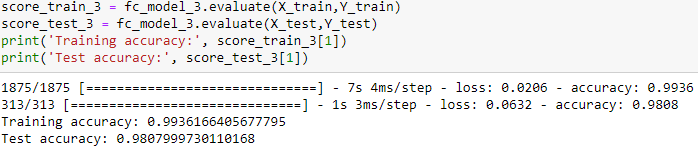 score_train_3 = fc_model_3.evaluate(X_train,Y_train)
score_test_3 = fc_model_3.evaluate(X_test,Y_test)
print('Training accuracy:', score_train_3[1])
print('Test accuracy:', score_test_3[1])
1875/1875 [==============================] - 7s 4ms/step - loss: 0.0206 - accuracy: 0.9936
313/313 [==============================] - 1s 3ms/step - loss: 0.0632 - accuracy: 0.9808
Training accuracy: 0.9936166405677795
Test accuracy: 0.9807999730110168